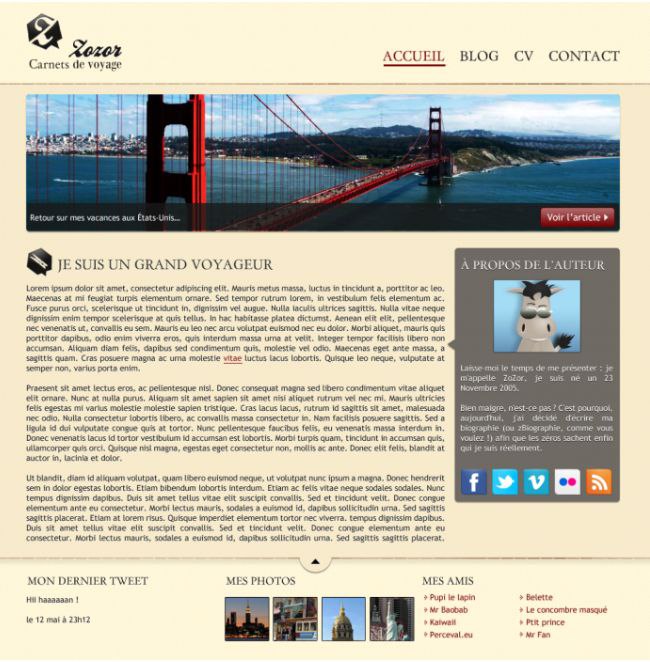 Zozor
Carnets de voyage
ACCUEIL BLOG CV CONTACT
Retour sur mes vacances aux États-Unis...
Voir l'article
JE SUIS UN GRAND VOYAGEUR
Lorem ipsum dolor sit amet, consectetur adipiscing elit. Mauris metus massa, luctus in tincidunt a, porttitor ac leo.
Maecenas at mi feugiat turpis elementum ornare. Sed tempor rutrum lorem, in vestibulum felis elementum ac.
Fusce purus orci, scelerisque ut tincidunt in, dignissim vel augue. Nulla iaculis ultrices sagittis. Nulla vitae neque
dignissim enim tempor scelerisque at quis tellus. In hac habitasse platea dictumst. Aenean elit elit, pellentesque
nec venenatis ut, convallis eu sem. Mauris eu leo nec arcu volutpat euismod nec eu dolor. Morbi aliquet, mauris quis
porttitor dapibus, odio enim viverra eros, quis interdum massa urna at velit. Integer tempor facilisis libero non
accumsan. Aliquam diam felis, dapibus sed condimentum quis, molestie vel odio. Maecenas eget ante massa, a
sagittis quam. Cras posuere magna ac urna molestie vitae luctus lacus lobortis. Quisque leo neque, vulputate at
semper non, varius porta enim.
Praesent sit amet lectus eros, ac pellentesque nisl. Donec consequat magna sed libero condimentum vitae aliquet
elit ornare. Nunc at nulla purus. Aliquam sit amet sapien sit amet nisi aliquet rutrum vel nec mi. Mauris ultricies
felis egestas mi varius molestie molestie sapien tristique. Cras lacus lacus, rutrum id sagittis sit amet, malesuada
nec odio. Nulla consectetur lobortis libero, ac convallis massa consectetur in. Nam facilisis posuere sagittis. Sed a
ligula id dui vulputate congue quis at tortor. Nunc pellentesque faucibus felis, eu venenatis massa interdum in.
Donec venenatis lacus id tortor vestibulum id accumsan est lobortis. Morbi turpis quam, tincidunt in accumsan quis,
ullamcorper quis orci. Quisque nisl magna, egestas eget consectetur non, mollis ac ante. Donec elit felis, blandit at
auctor in, lacinia et dolor.
Ut blandit, diam id aliquam volutpat, quam libero euismod neque, ut volutpat nunc ipsum a magna. Donec hendrerit
sem in dolor egestas lobortis. Etiam bibendum lobortis interdum. Etiam ac felis vitae neque sodales sodales. Nunc
tempus dignissim dapibus. Duis sit amet tellus vitae elit suscipit convallis. Sed et tincidunt velit. Donec congue
elementum ante eu consectetur. Morbi lectus mauris, sodales a euismod id, dapibus sollicitudin urna. Sed sagittis
sagittis placerat. Etiam at lorem risus. Quisque imperdiet elementum tortor nec viverra. tempus dignissim dapibus.
Duis sit amet tellus vitae elit suscipit convallis. Sed et tincidunt velit. Donec congue elementum ante eu
consectetur. Morbi lectus mauris, sodales a euismod id, dapibus sollicitudin urna. Sed sagittis sagittis placerat.
À PROPOS DE L'AUTEUR
Laisse-moi le temps de me présenter : je
m'appelle ZoZor, je suis né un 23
Novembre 2005.
Bien maigre, n'est-ce pas ? C'est pourquoi,
aujourd'hui, j'ai décidé d'écrire ma
biographie (ou zBiographie, comme vous
voulez !) afin que les zéros sachent enfin
qui je suis réellement.
MON DERNIER TWEET
Hii haaaaaan !
le 12 mai à 23h12
MES PHOTOS
MES AMIS
Pupi le lapin
Mr Baobab
Kaiwaii
Perceval.eu
Belette
Le concombre masqué
Ptit prince
Mr Fan